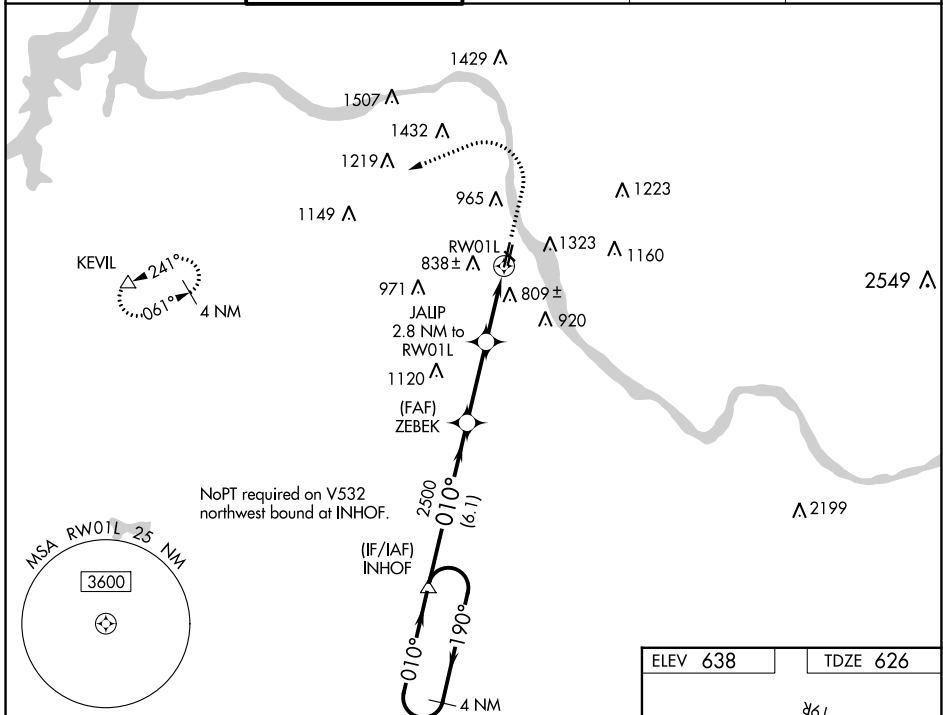 1429
1507
1432
1219
1223
965
1149
RW01L
1323
1160
838±
KEVIL
241°
061°
4 NM
971
809±
2549
JALIP
2.8 NM to
RW01L
920
1120
(FAF)
ZEBEK
NoPT required on V532
northwest bound at INHOF.
2500
010°
(6.1)
2199
MSA RW01L 25 NM
3600
(IF/IAF)
INHOF
010°
190°
4 NM
ELEV 638
TDZE 626
19R